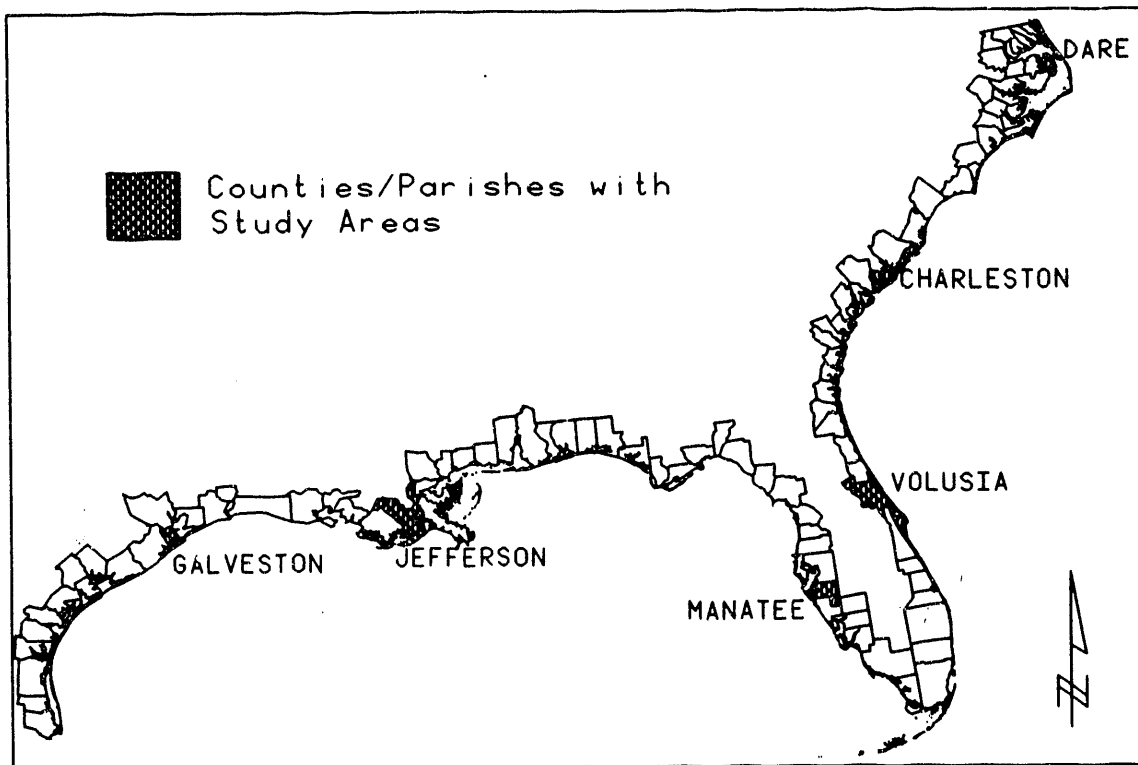 DARE
Counties/Parishes with
Study Areas
CHARLESTON
VOLUSIA
GALVESTON
JEFFERSON
MANATEE
N